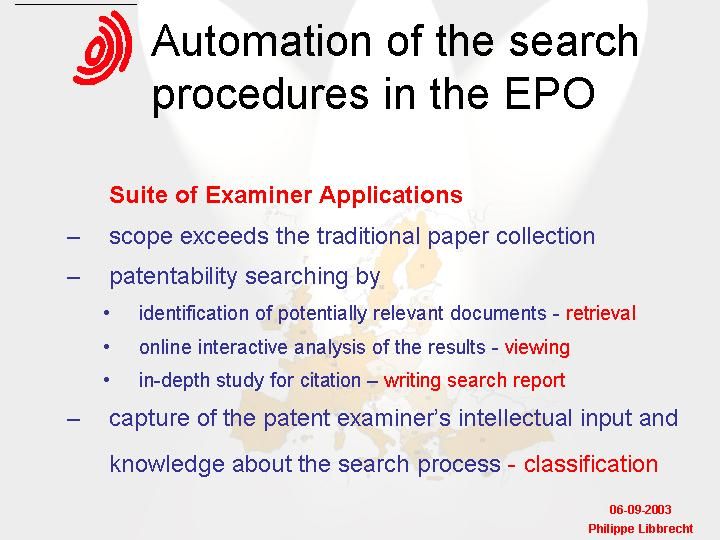 Automation of the search
procedures in the EPO
Suite of Examiner Applications
– scope exceeds the traditional paper collection
– patentability searching by
• identification of potentially relevant documents - retrieval
• online interactive analysis of the results - viewing
• in-depth study for citation – writing search report
– capture of the patent examiner’s intellectual input and
knowledge about the search process - classification
06-09-2003
Philippe Libbrecht